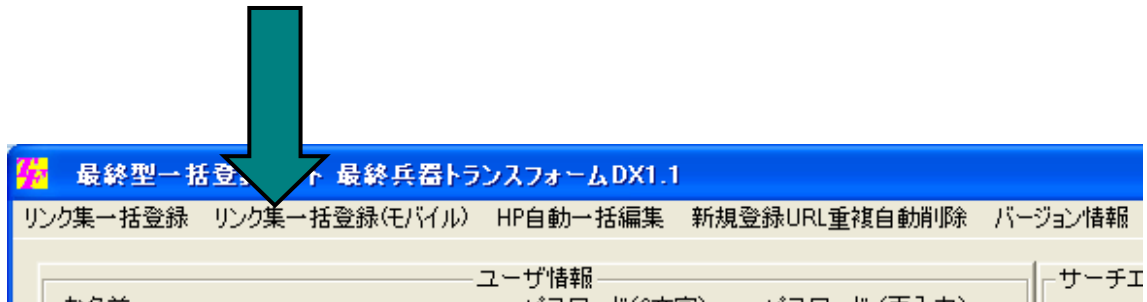 最終型一括登 ト 最終兵器トランスフォームDX1.1
リンク集一括登録 リンク集一括登録(モバイル) HP自動一括編集 新規登録URL重複自動削除 バージョン情報
ユーザ情報 サーチエ